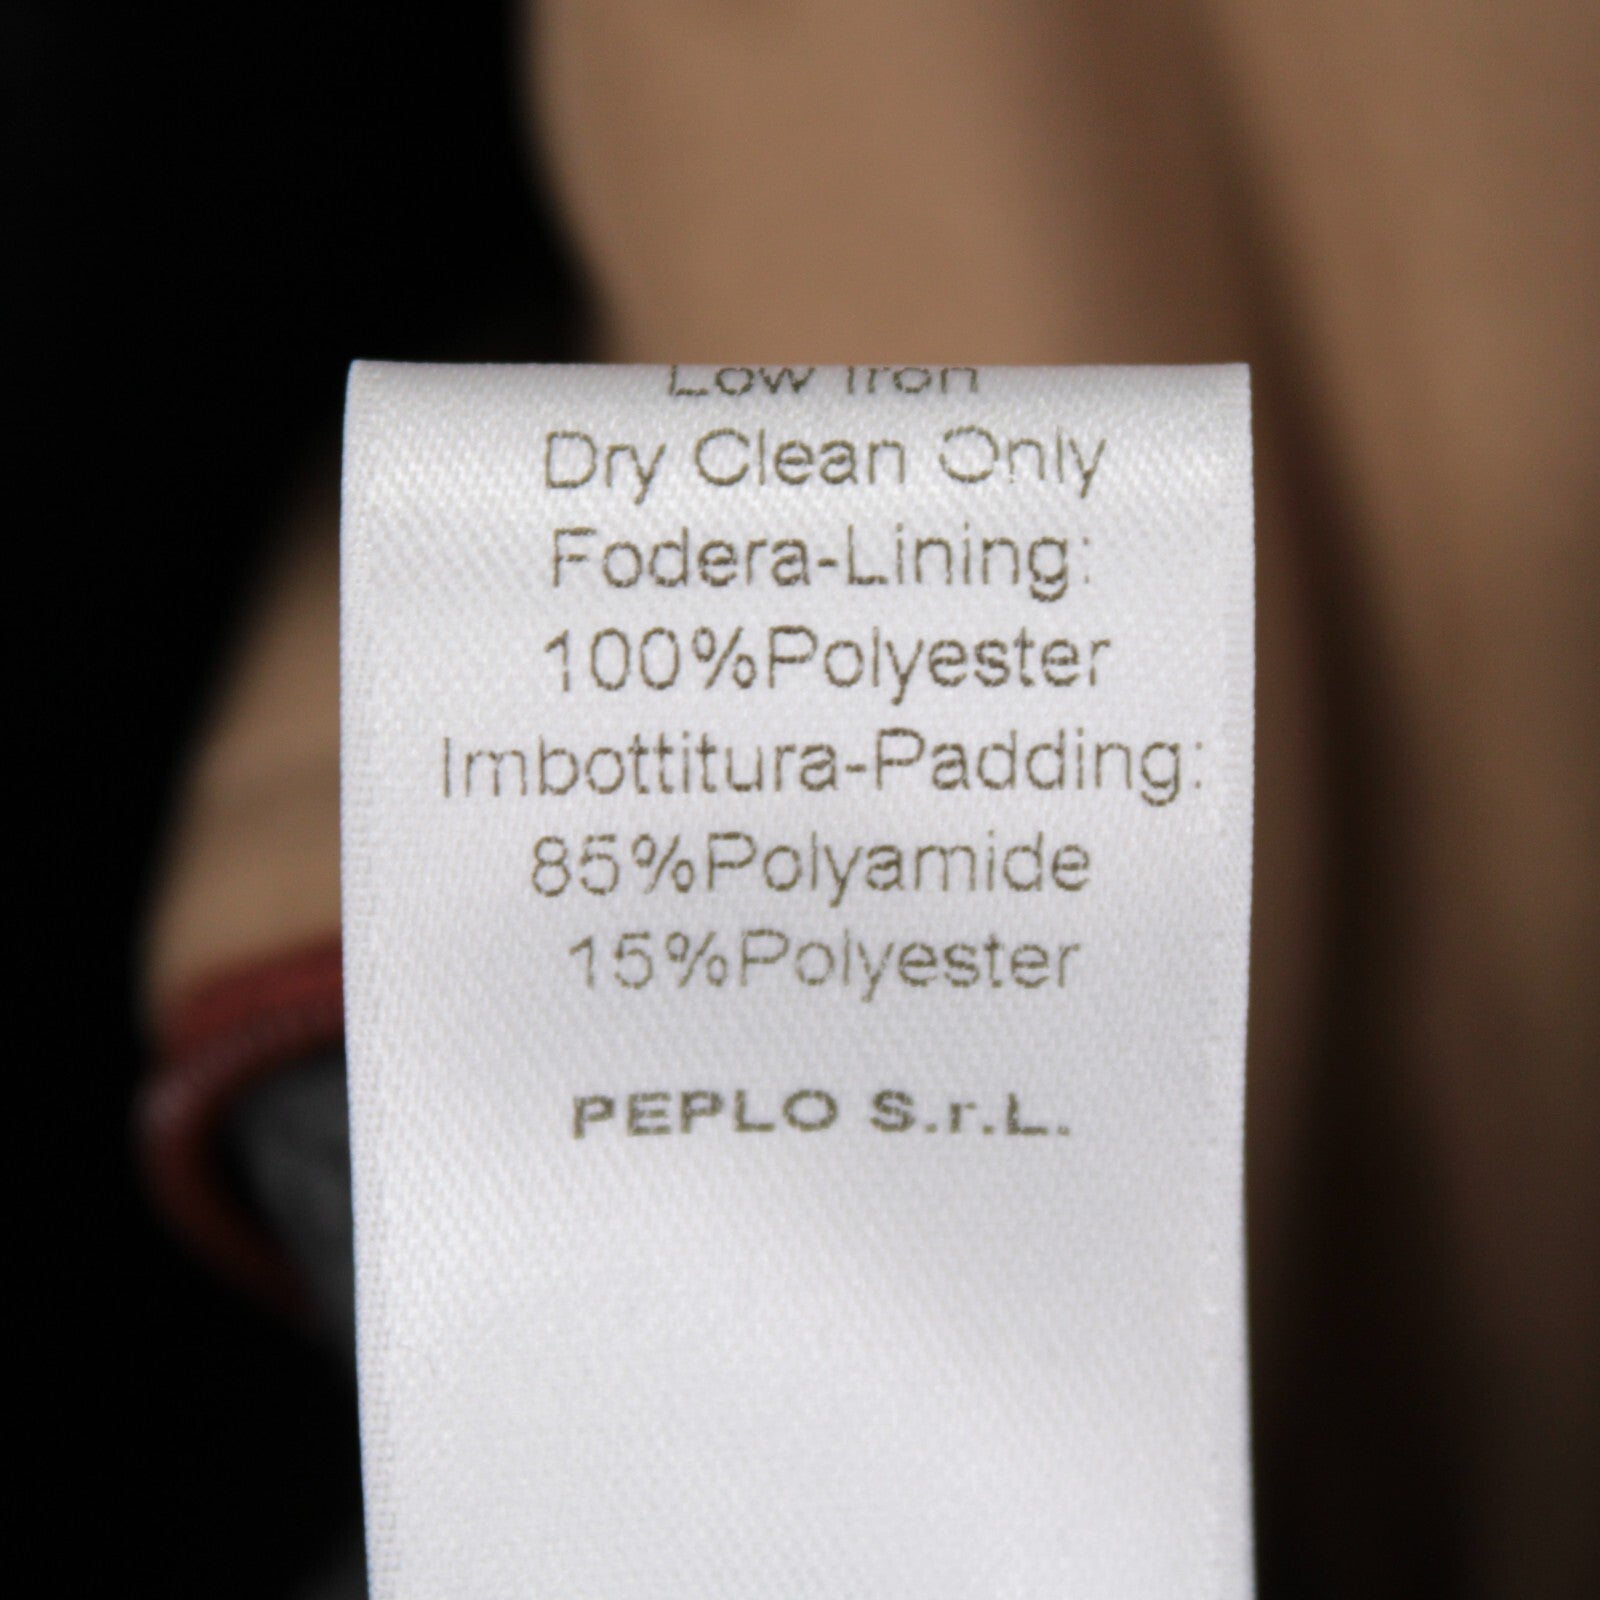 Low Iron
Dry Clean Only
Fodera-Lining:
100%Polyester
Imbottitura-Padding:
85%Polyamide
15%Polyester
PEPLO S.r.L.